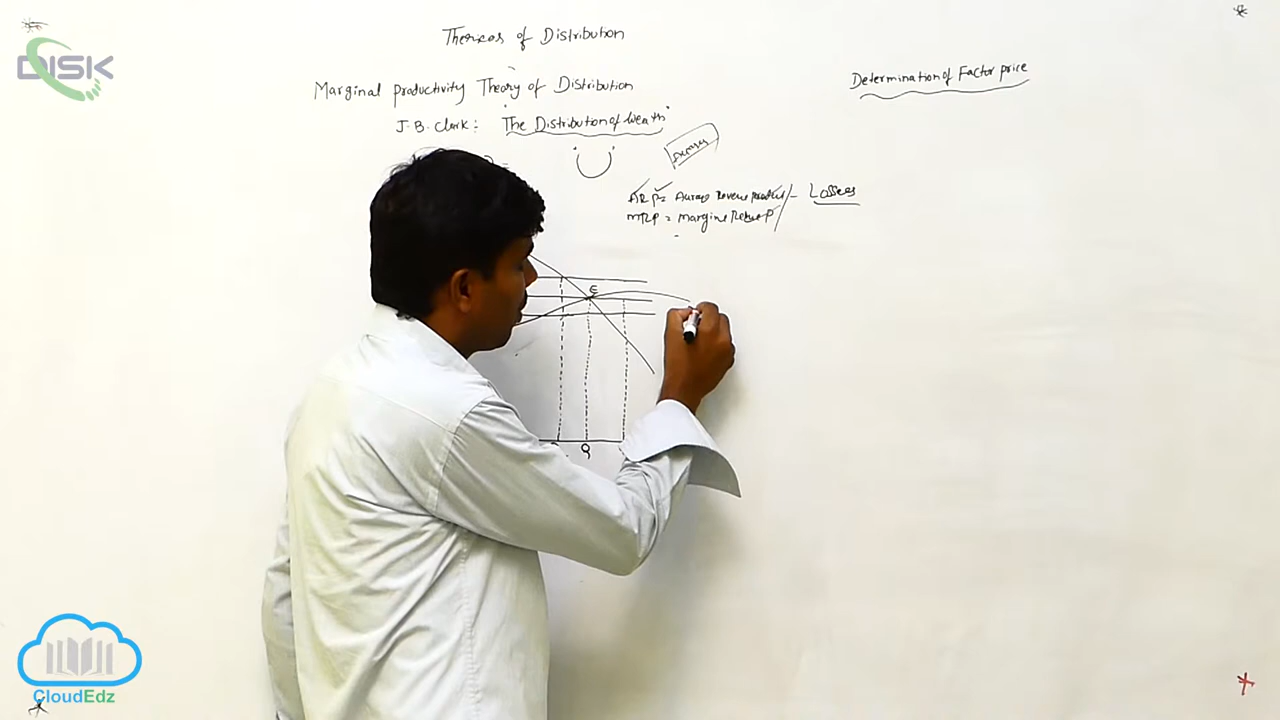 Theories of Distribution
DISK
Marginal productivity Theory of Distribution
Determination of Factor price
J. B. Clark: The Distribution of Wealth
ARP = Average Revenue product - Losses
MRP = Margine Revenue P
E
Q
CloudEdz